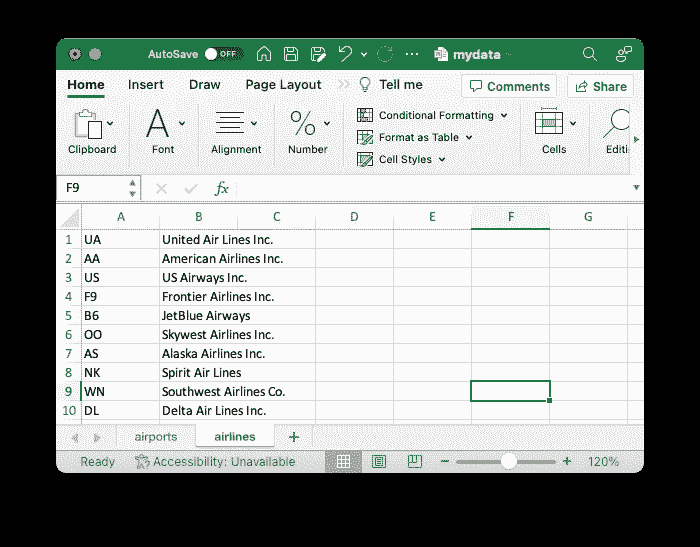 AutoSave OFF mydata
Home Insert Draw Page Layout Tell me Comments Share
Clipboard Font Alignment Number Conditional Formatting Format as Table Cell Styles Cells Editi
F9 fx
A B C D E F G
1 UA United Air Lines Inc.
2 AA American Airlines Inc.
3 US US Airways Inc.
4 F9 Frontier Airlines Inc.
5 B6 JetBlue Airways
6 OO Skywest Airlines Inc.
7 AS Alaska Airlines Inc.
8 NK Spirit Air Lines
9 WN Southwest Airlines Co.
10 DL Delta Air Lines Inc.
airports airlines +
Ready Accessibility: Unavailable − + 120%